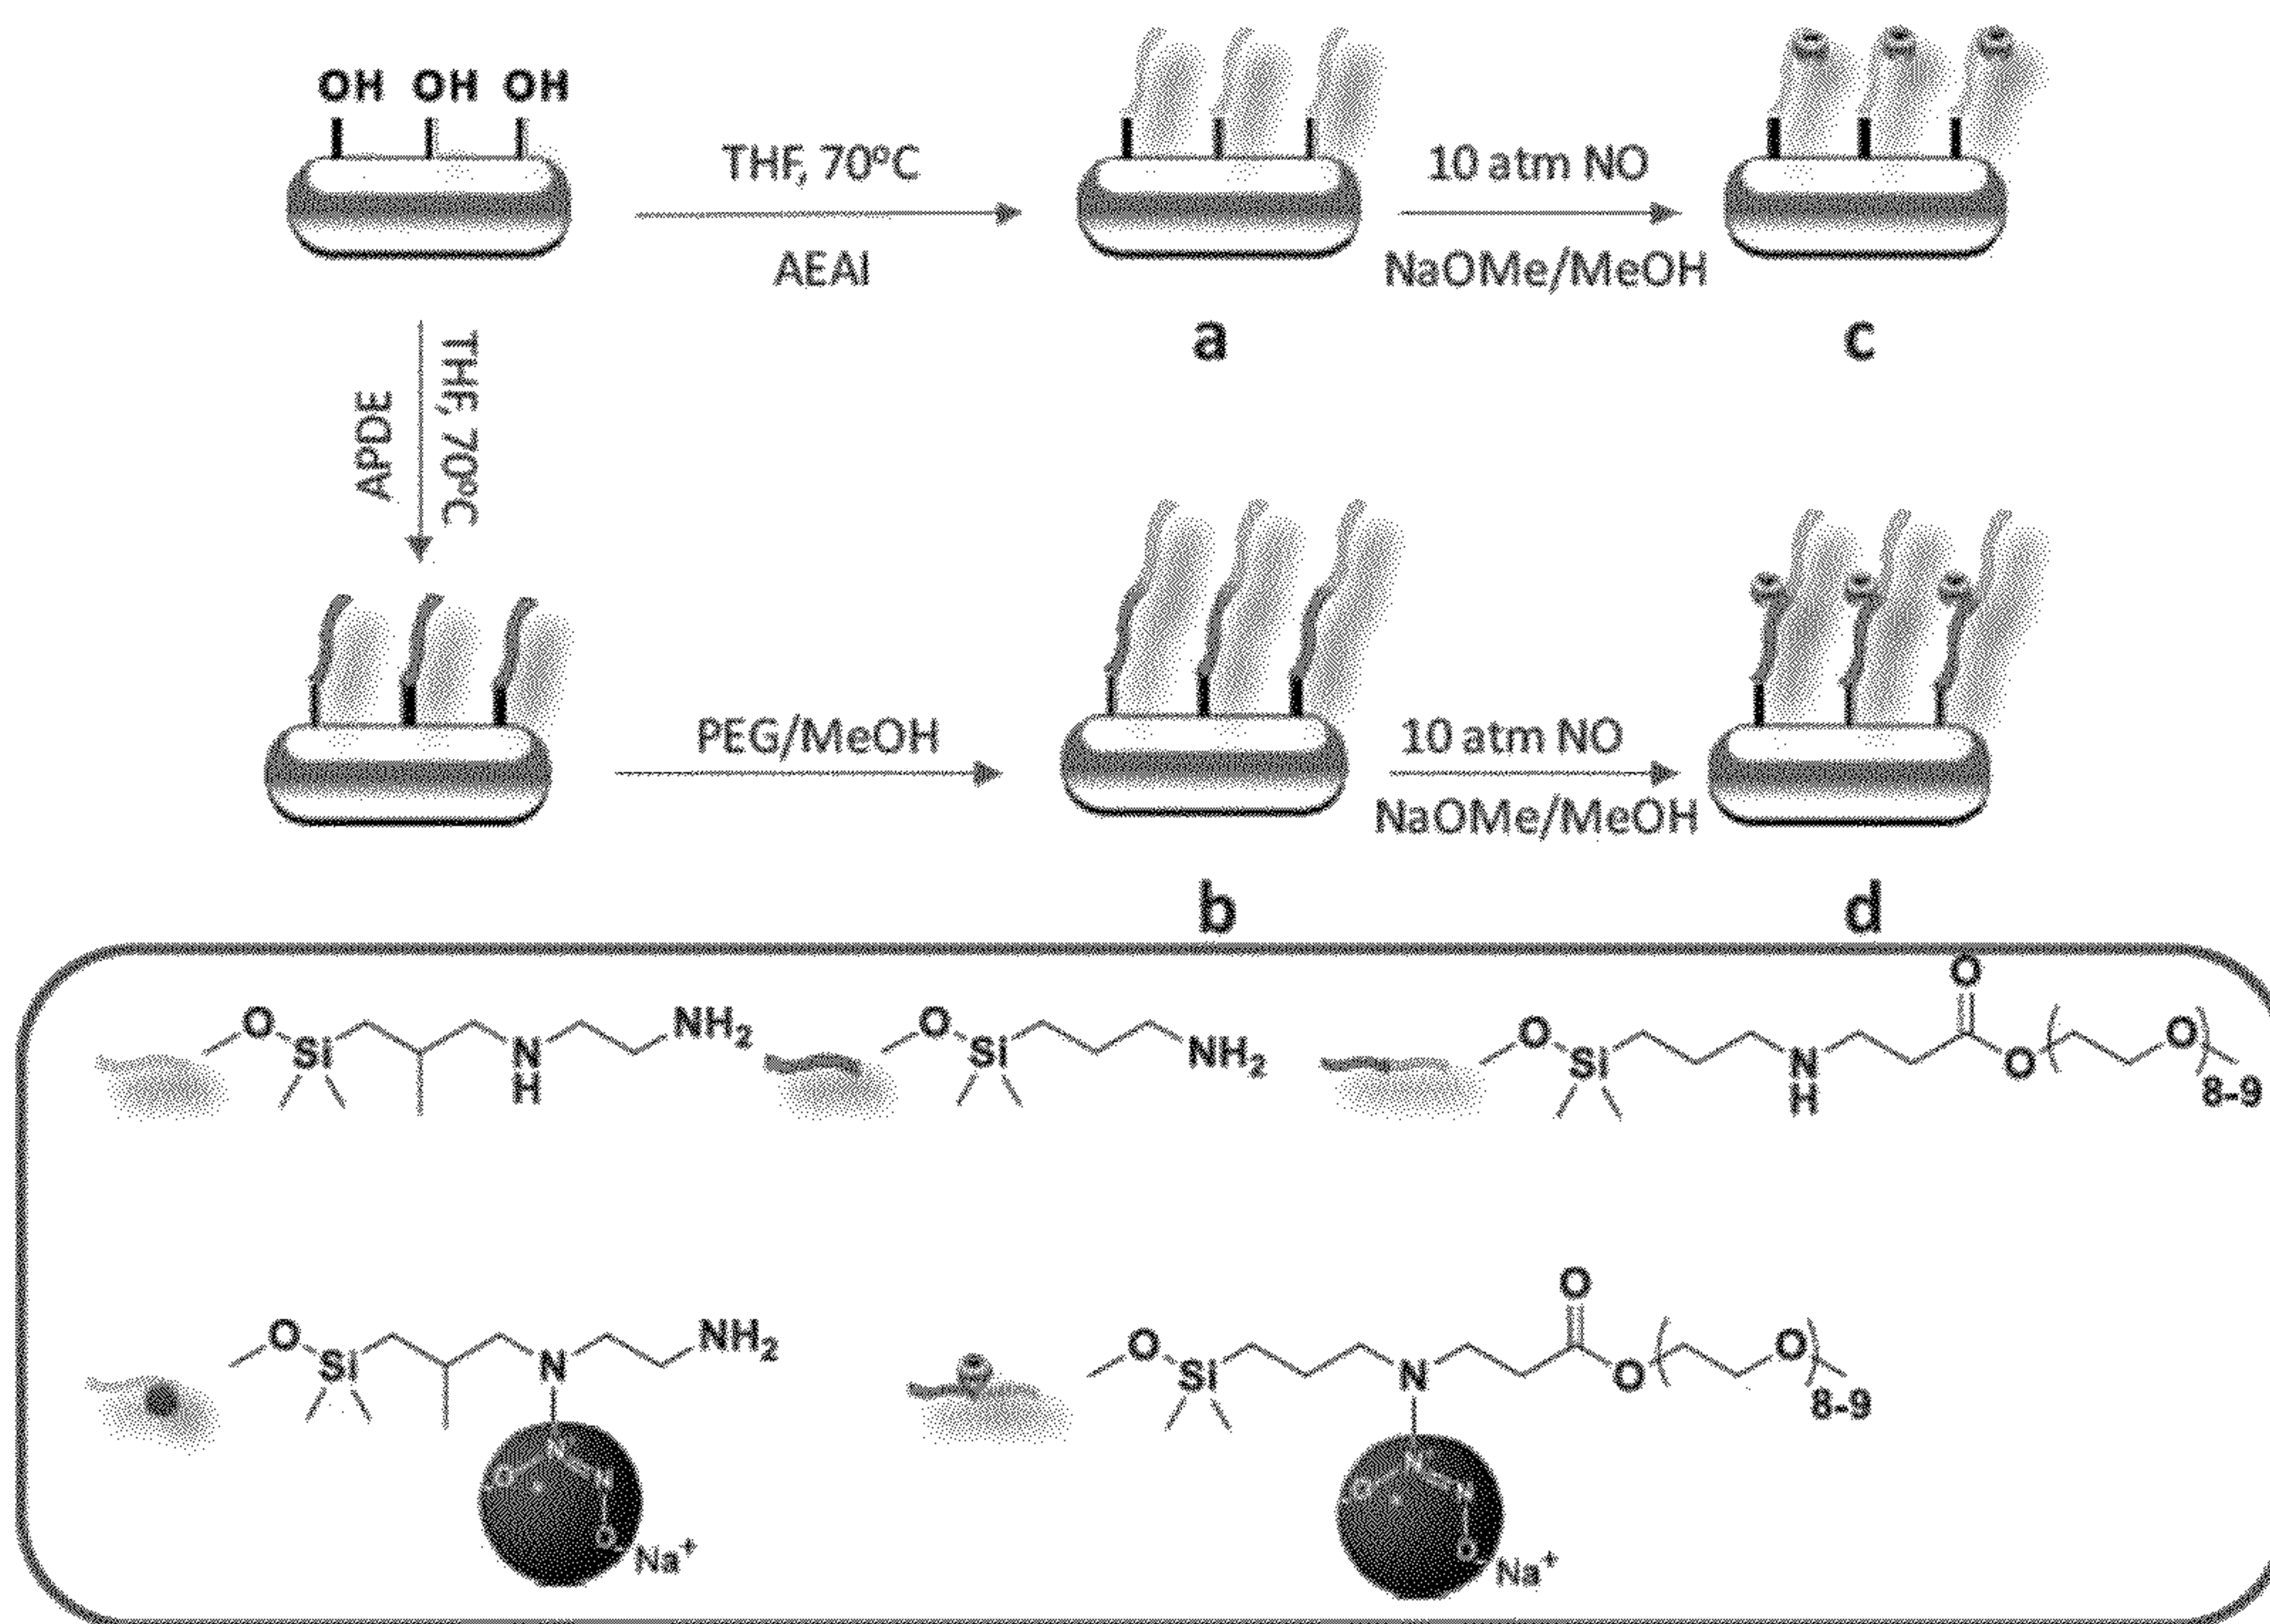 OH OH OH
THF, 70°C
AEAI
10 atm NO
NaOMe/MeOH
a
c
APDE
THF, 70°C
PEG/MeOH
10 atm NO
NaOMe/MeOH
b
d
O
Si
N
H
NH2
O
Si
NH2
O
Si
N
H
O
O
O
8-9
O
Si
N
NH2
N
O
N
O
Na+
O
Si
N
O
O
O
8-9
N
O
N
O
Na+